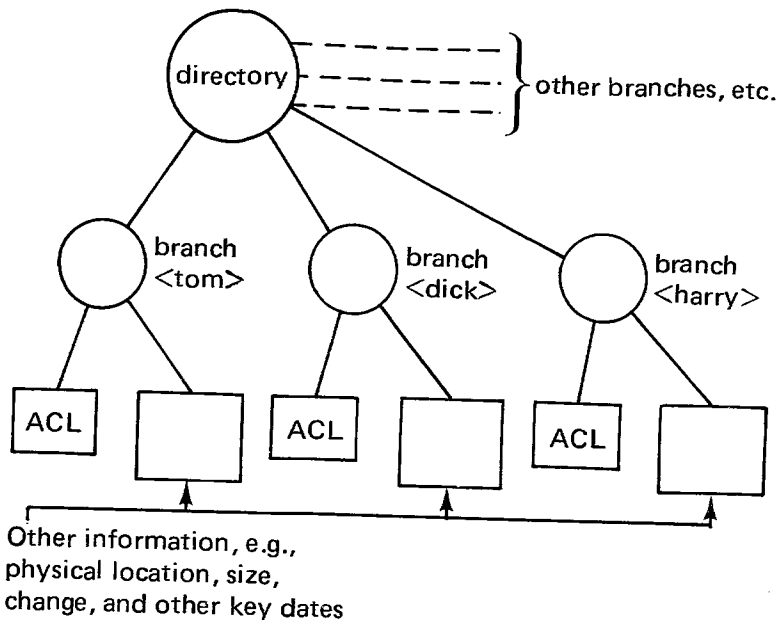 directory
other branches, etc.
branch
<tom>
branch
<dick>
branch
<harry>
ACL
ACL
ACL
Other information, e.g.,
physical location, size,
change, and other key dates